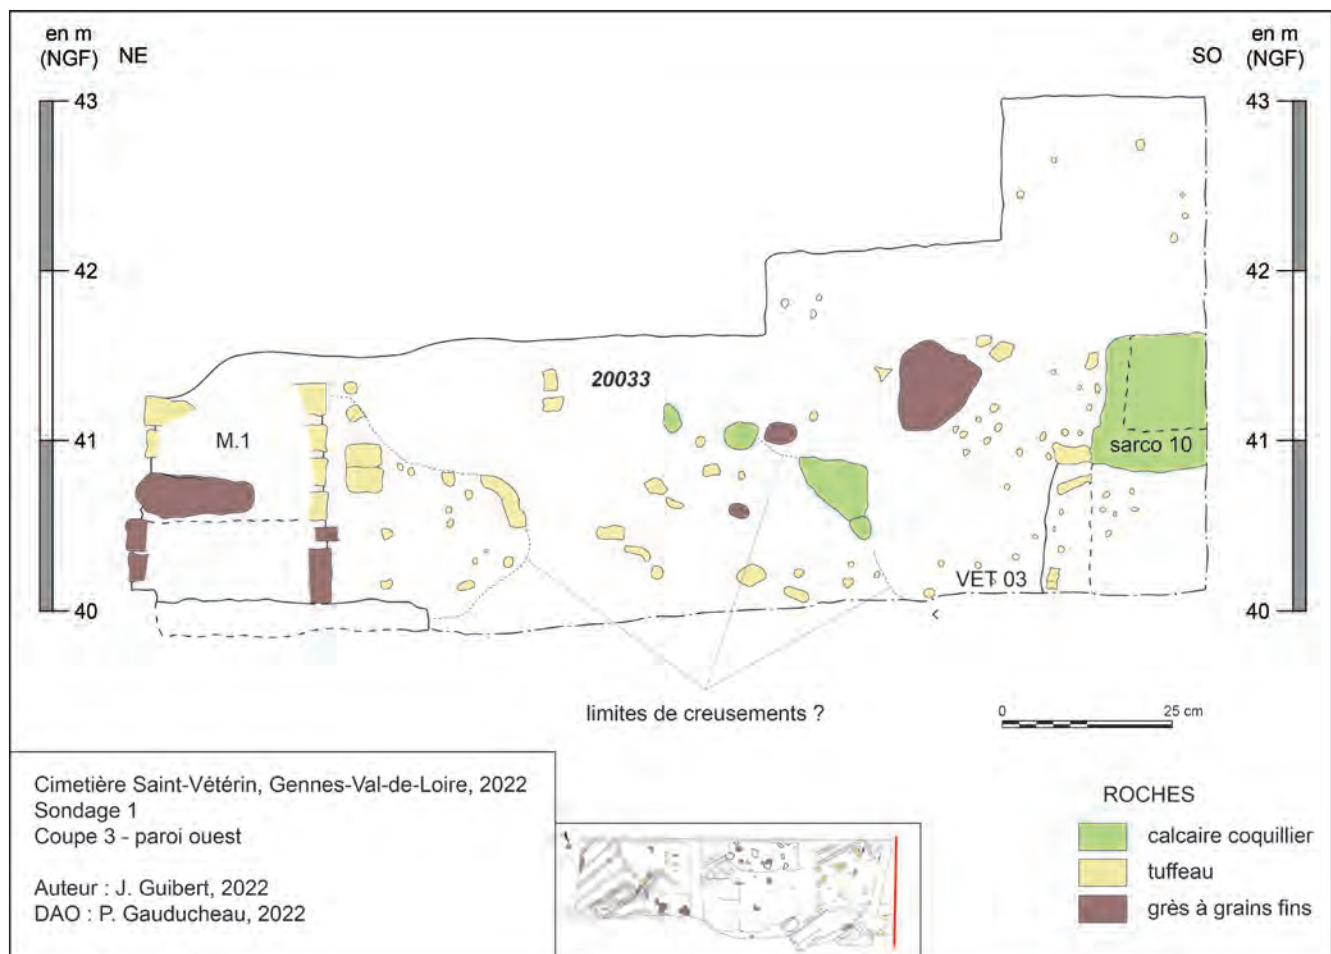 en m
(NGF)
NE
SO
en m
(NGF)
43
43
42
42
20033
41
M.1
41
sarco 10
VET 03
40
40
limites de creusements ?
0
25 cm
Cimetière Saint-Vétérin, Gennes-Val-de-Loire, 2022
Sondage 1
Coupe 3 - paroi ouest
Auteur : J. Guibert, 2022
DAO : P. Gauducheau, 2022
ROCHES
calcaire coquillier
tuffeau
grès à grains fins